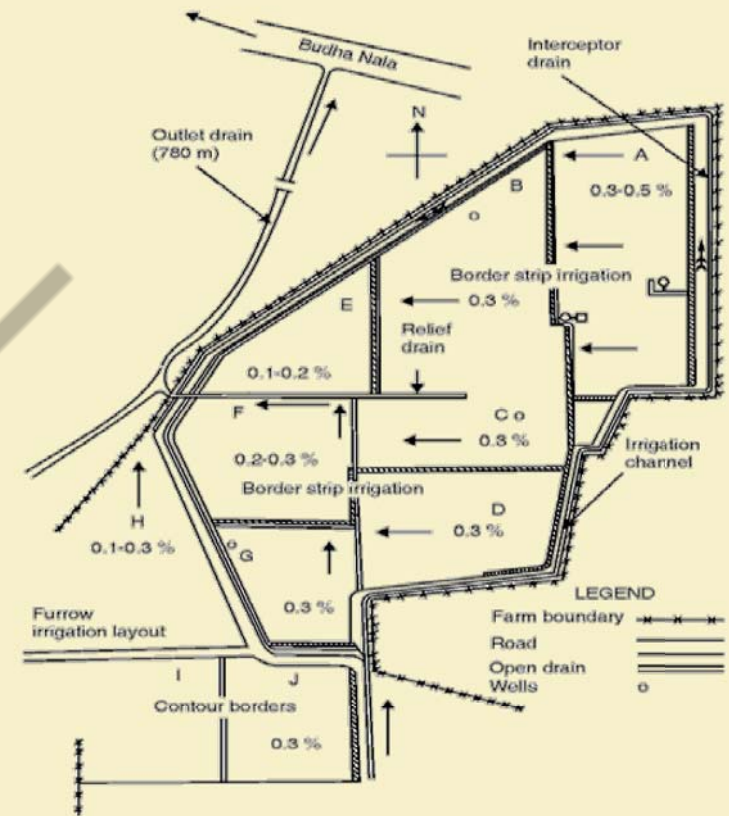 Budha Nala
Interceptor
drain
Outlet drain
(780 m)
N
A
B
0.3-0.5 %
Border strip irrigation
E
0.3 %
Relief
drain
0.1-0.2 %
F
C
0.3 %
0.2-0.3 %
Irrigation
channel
Border strip irrigation
D
0.3 %
H
0.1-0.3 %
G
0.3 %
LEGEND
Farm boundary
Road
Open drain
Wells o
Furrow
irrigation layout
I
J
Contour borders
0.3 %